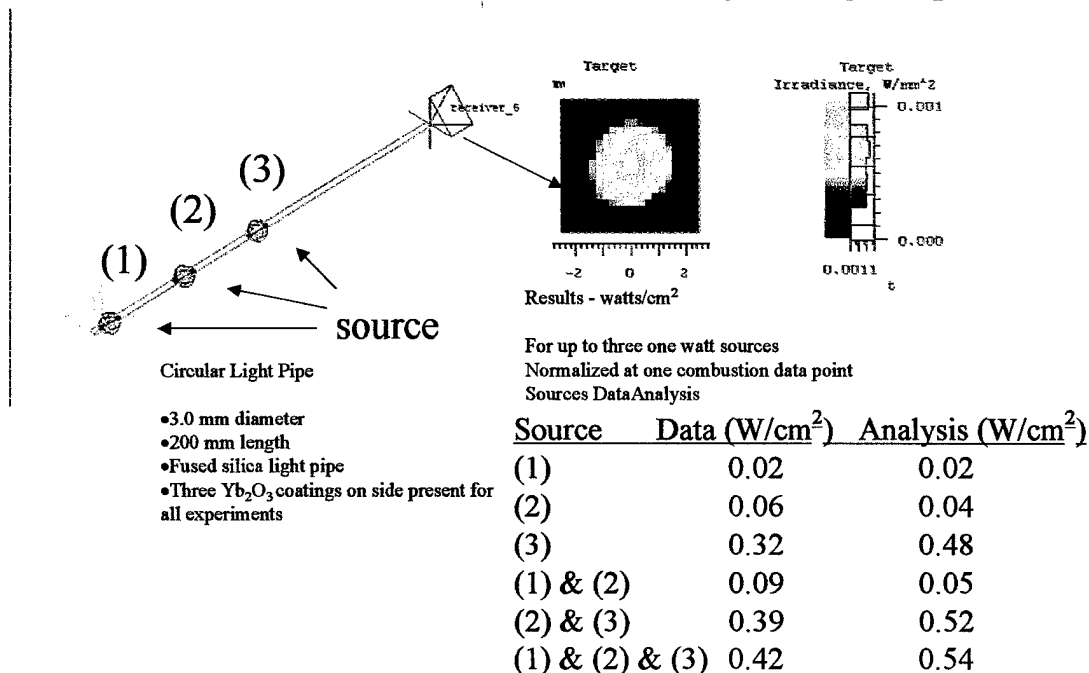 Target
Target
Irradiance, W/mm^2
receiver_6
0.001
0.000
0.0011
t
-2 0 2
(3)
(2)
(1)
source
Results - watts/cm²
For up to three one watt sources
Normalized at one combustion data point
Sources DataAnalysis
Circular Light Pipe
•3.0 mm diameter
•200 mm length
•Fused silica light pipe
•Three Yb₂O₃ coatings on side present for
all experiments
Source Data (W/cm²) Analysis (W/cm²)
(1) 0.02 0.02
(2) 0.06 0.04
(3) 0.32 0.48
(1) & (2) 0.09 0.05
(2) & (3) 0.39 0.52
(1) & (2) & (3) 0.42 0.54